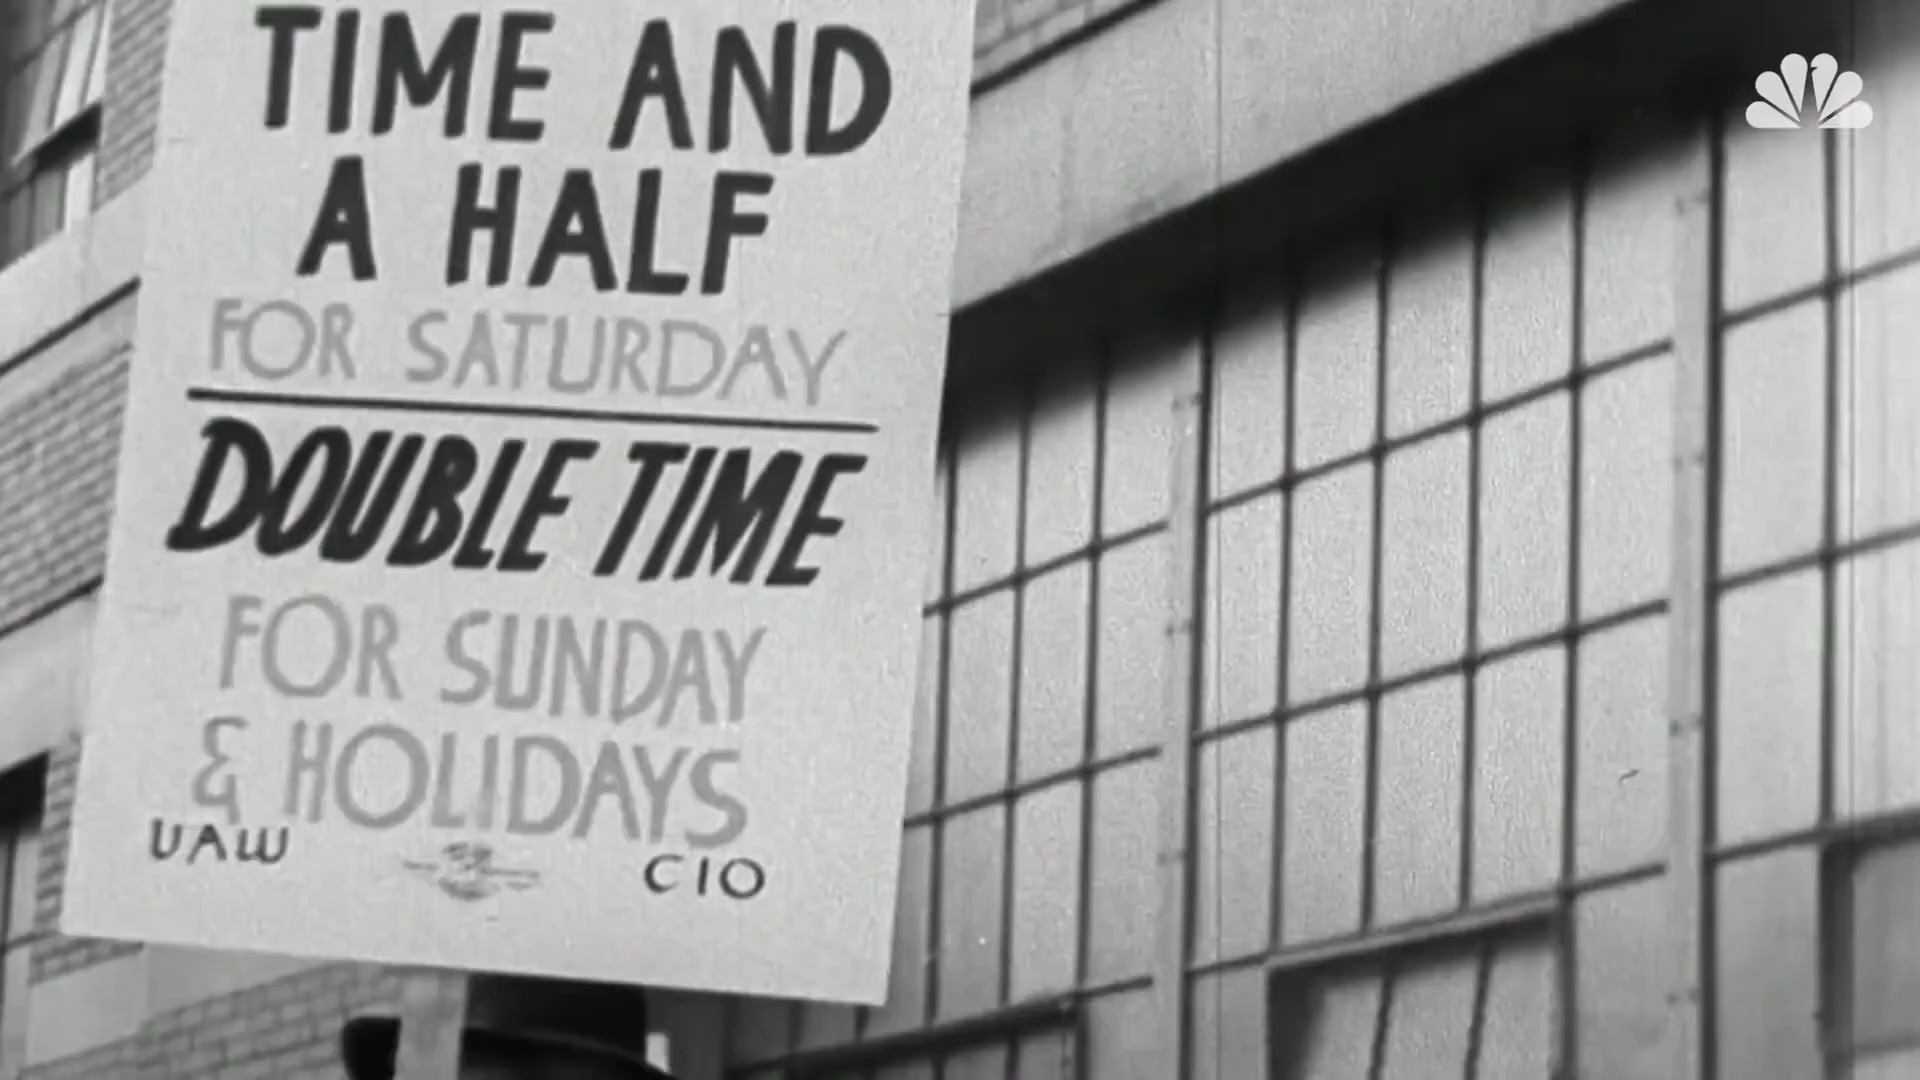 TIME AND
A HALF
FOR SATURDAY
DOUBLE TIME
FOR SUNDAY
& HOLIDAYS
UAW CIO